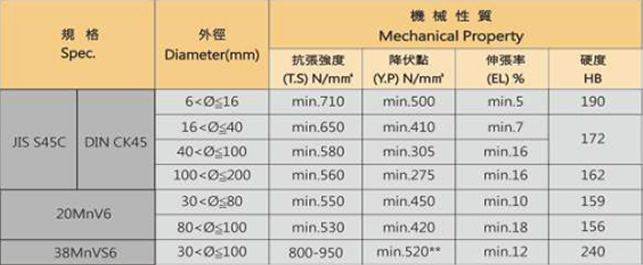 規 格 外徑 機 械 性 質
Spec. Diameter(mm) Mechanical Property
抗張強度 降伏點 伸張率 硬度
(T.S) N/mm² (Y.P) N/mm² (EL) % HB
JIS S45C DIN CK45 6<Ø≦16 min.710 min.500 min.5 190
16<Ø≦40 min.650 min.410 min.7 172
40<Ø≦100 min.580 min.305 min.16
100<Ø≦200 min.560 min.275 min.16 162
20MnV6 30<Ø≦80 min.550 min.450 min.10 159
80<Ø≦100 min.530 min.420 min.18 156
38MnVS6 30<Ø≦100 800-950 min.520** min.12 240